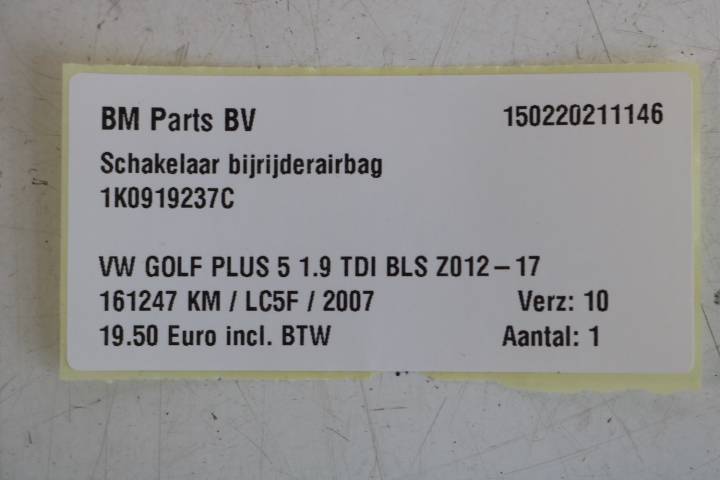 BM Parts BV 150220211146
Schakelaar bijrijderairbag
1K0919237C
VW GOLF PLUS 5 1.9 TDI BLS Z012-17
161247 KM / LC5F / 2007 Verz: 10
19.50 Euro incl. BTW Aantal: 1